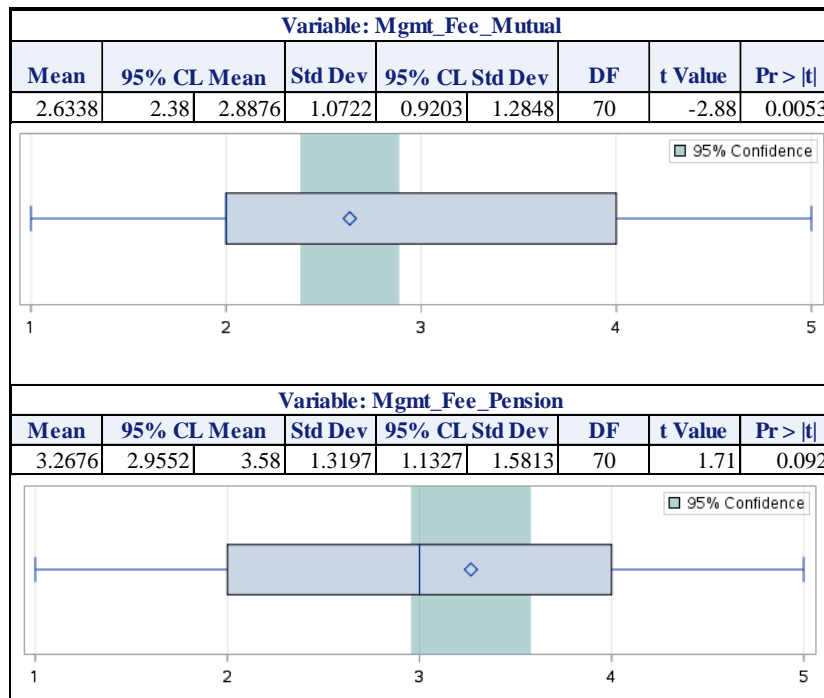 Variable: Mgmt_Fee_Mutual
Mean 95% CL Mean Std Dev 95% CL Std Dev DF t Value Pr > |t|
2.6338 2.38 2.8876 1.0722 0.9203 1.2848 70 -2.88 0.0053
95% Confidence
1 2 3 4 5
Variable: Mgmt_Fee_Pension
Mean 95% CL Mean Std Dev 95% CL Std Dev DF t Value Pr > |t|
3.2676 2.9552 3.58 1.3197 1.1327 1.5813 70 1.71 0.092
95% Confidence
1 2 3 4 5